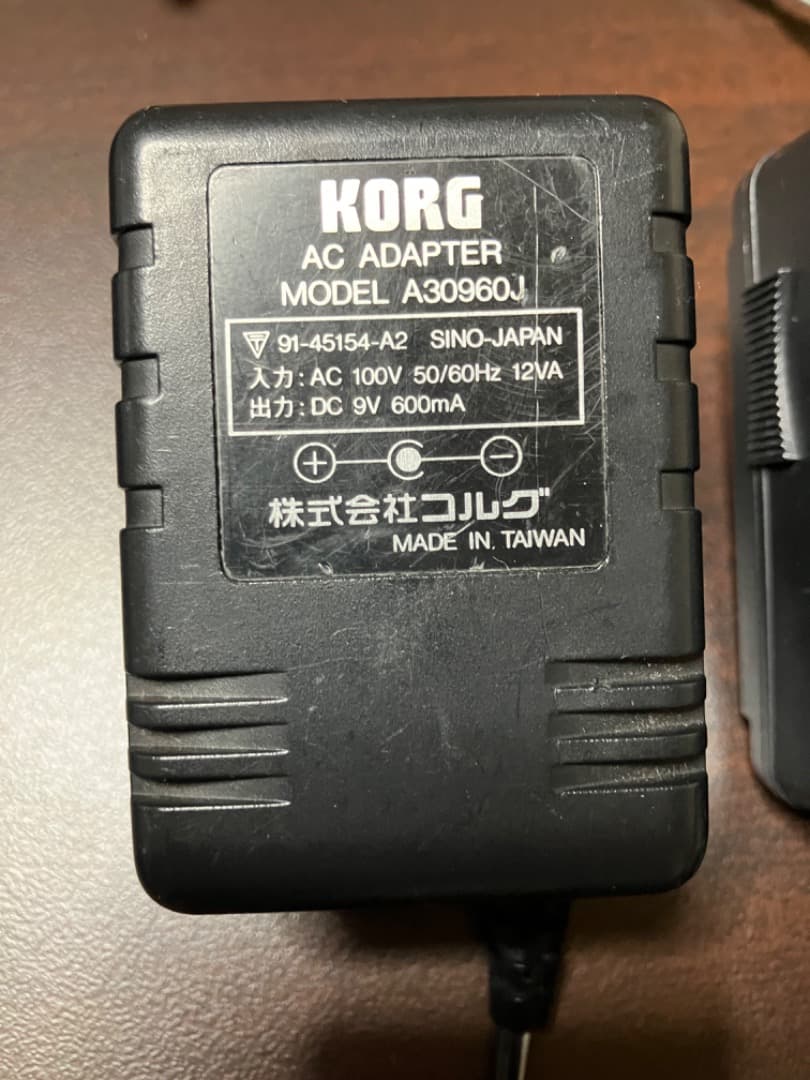 KORG
AC ADAPTER
MODEL A30960J
91-45154-A2 SINO-JAPAN
入力: AC 100V 50/60Hz 12VA
出力: DC 9V 600mA
株式会社コルグ
MADE IN TAIWAN